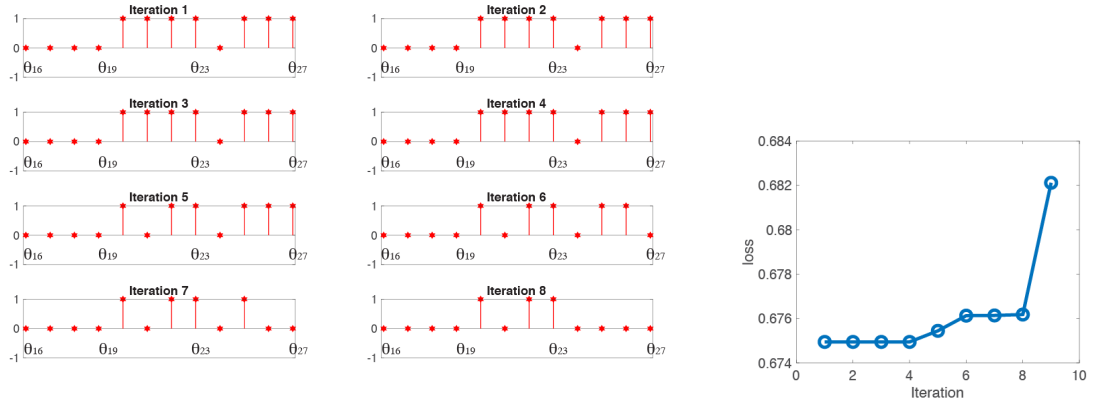 Iteration 1
1
0
-1
θ16 θ19 θ23 θ27
Iteration 2
1
0
-1
θ16 θ19 θ23 θ27
Iteration 3
1
0
-1
θ16 θ19 θ23 θ27
Iteration 4
1
0
-1
θ16 θ19 θ23 θ27
Iteration 5
1
0
-1
θ16 θ19 θ23 θ27
Iteration 6
1
0
-1
θ16 θ19 θ23 θ27
Iteration 7
1
0
-1
θ16 θ19 θ23 θ27
Iteration 8
1
0
-1
θ16 θ19 θ23 θ27
0.684
0.682
0.68
0.678
0.676
0.674
loss
0 2 4 6 8 10
Iteration